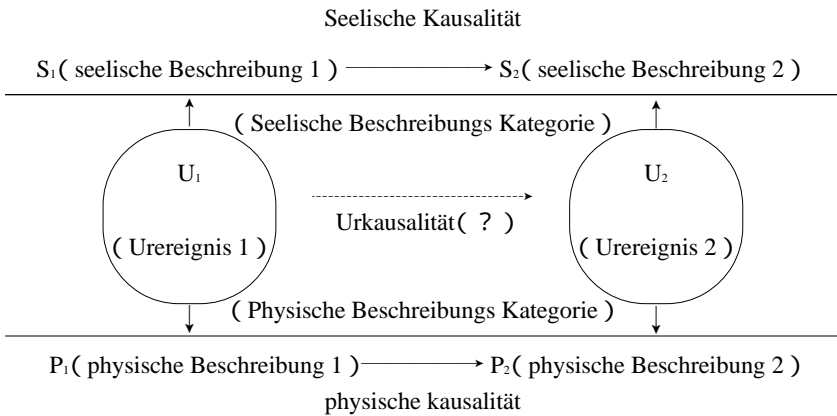 Seelische Kausalität
S₁( seelische Beschreibung 1 ) S₂( seelische Beschreibung 2 )
( Seelische Beschreibungs Kategorie )
U₁ U₂
Urkausalität( ? )
( Urereignis 1 ) ( Urereignis 2 )
( Physische Beschreibungs Kategorie )
P₁( physische Beschreibung 1 ) P₂( physische Beschreibung 2 )
physische kausalität